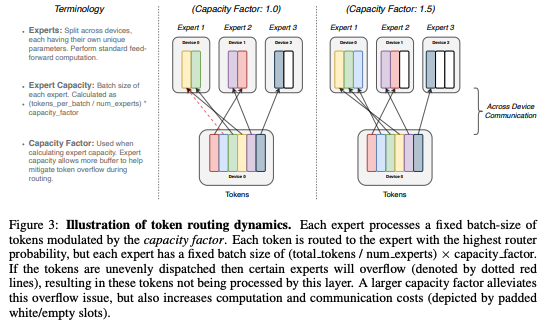 Terminology
(Capacity Factor: 1.0)
(Capacity Factor: 1.5)
Expert 1 Expert 2 Expert 3
Expert 1 Expert 2 Expert 3
Device 0 Device 1 Device 2
Device 0 Device 1 Device 2
• Experts: Split across devices,
each having their own unique
parameters. Perform standard feed-
forward computation.
• Expert Capacity: Batch size of
each expert. Calculated as
(tokens_per_batch / num_experts) *
capacity_factor
• Capacity Factor: Used when
calculating expert capacity. Expert
capacity allows more buffer to help
mitigate token overflow during
routing.
Across Device
Communication
Device 0
Device 0
Tokens
Tokens
Figure 3: Illustration of token routing dynamics. Each expert processes a fixed batch-size of
tokens modulated by the capacity factor. Each token is routed to the expert with the highest router
probability, but each expert has a fixed batch size of (total_tokens / num_experts) × capacity_factor.
If the tokens are unevenly dispatched then certain experts will overflow (denoted by dotted red
lines), resulting in these tokens not being processed by this layer. A larger capacity factor alleviates
this overflow issue, but also increases computation and communication costs (depicted by padded
white/empty slots).